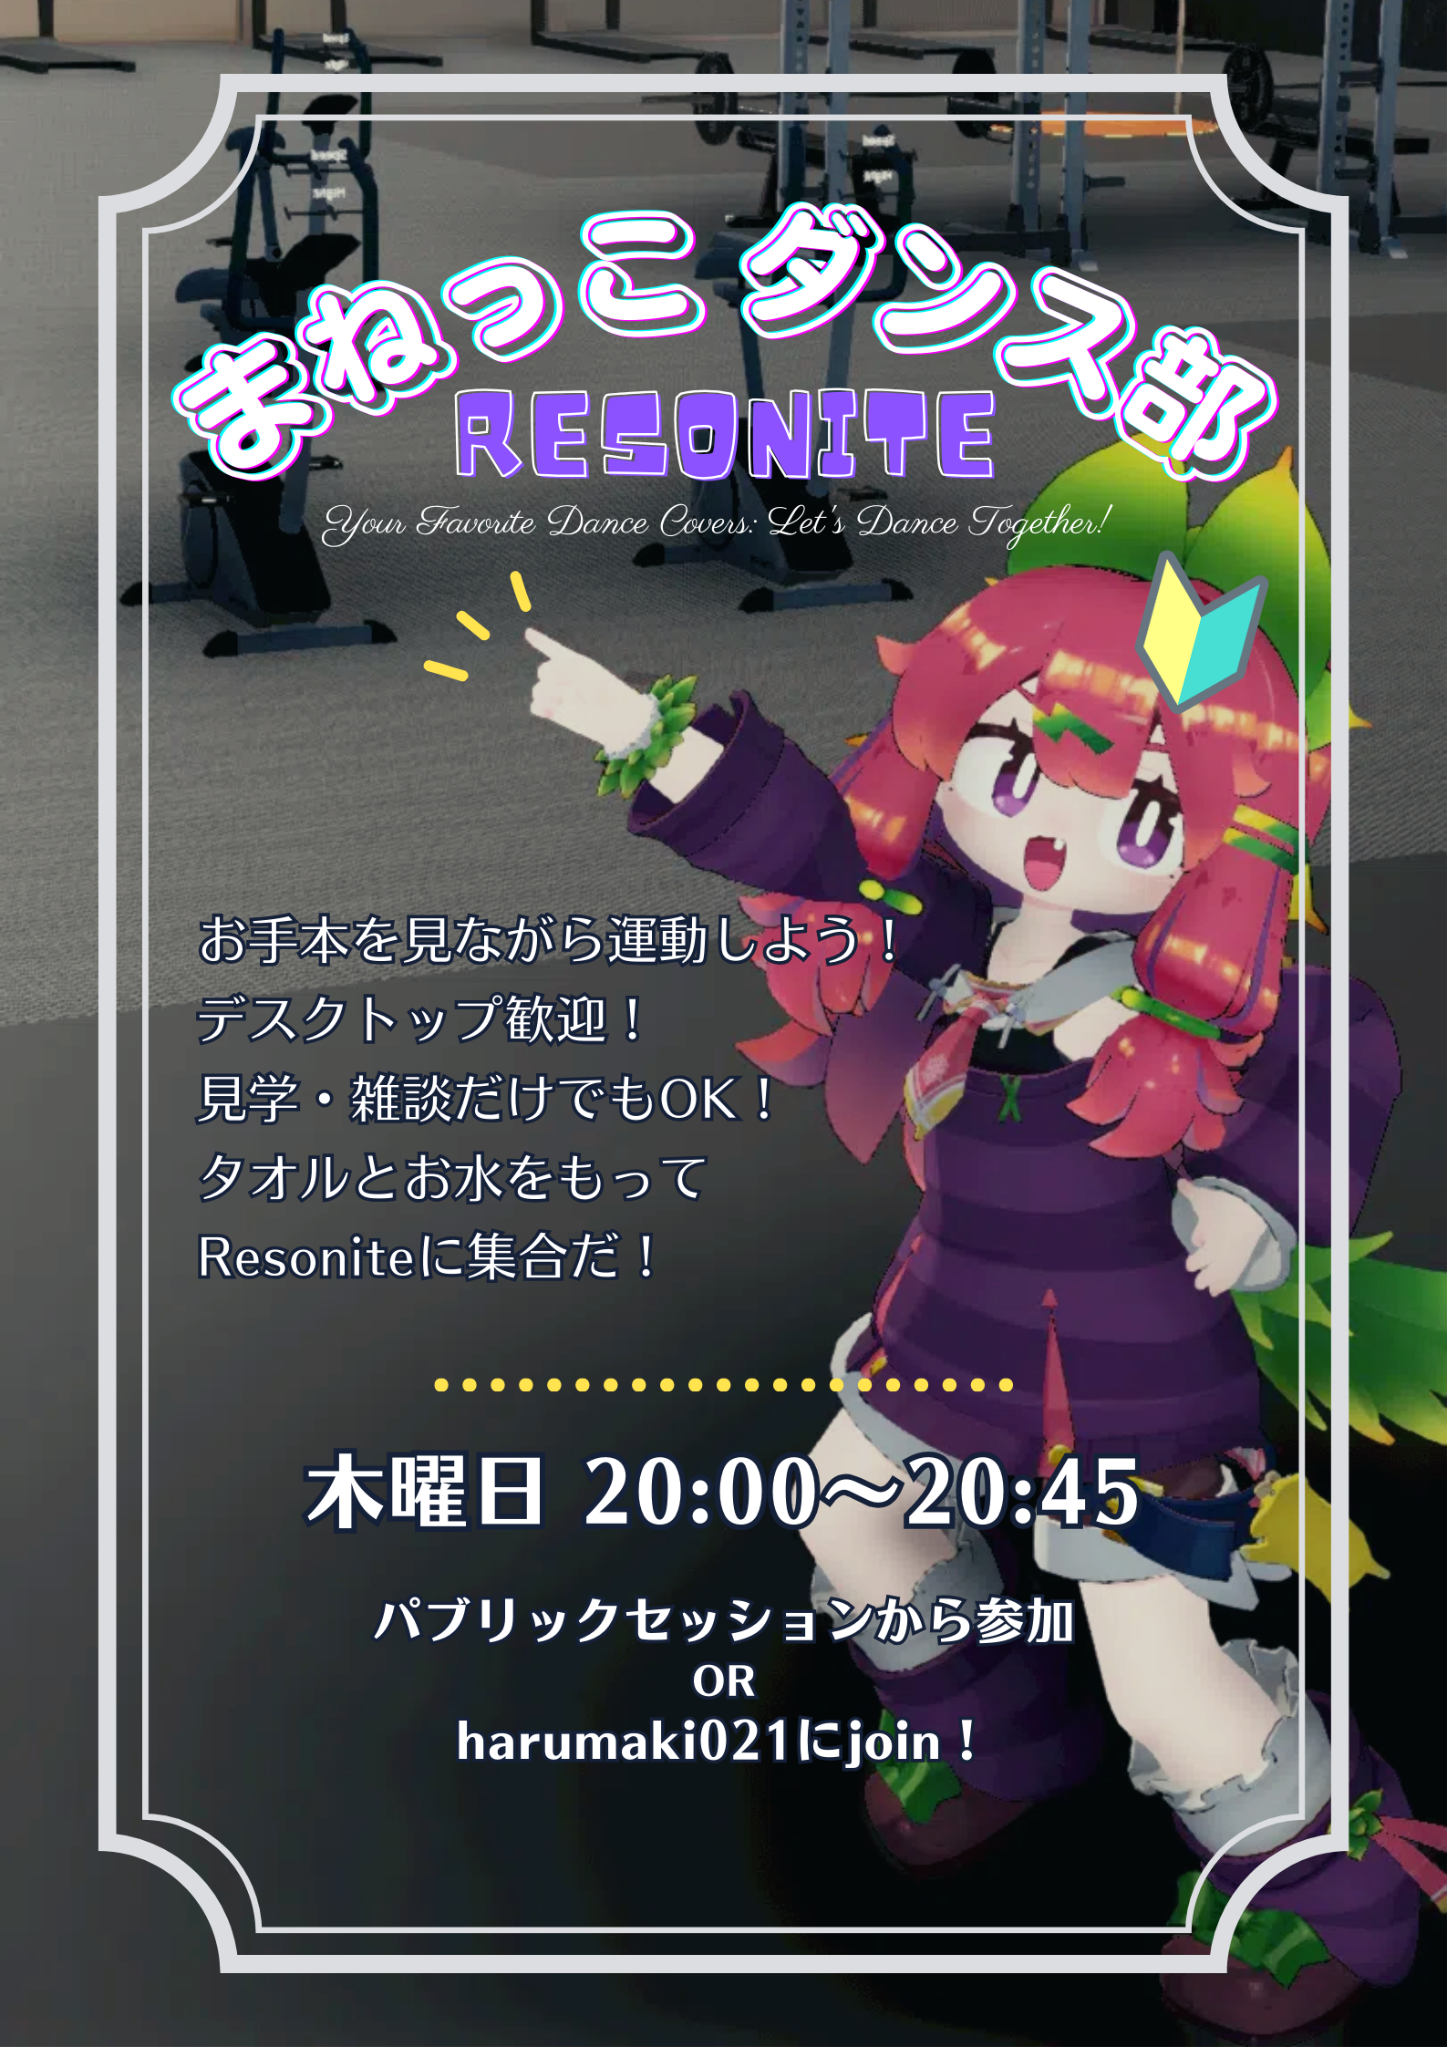 まねっこ ダンス部
RESONITE
Your Favorite Dance Covers: Let's Dance Together!
お手本を見ながら運動しよう！
デスクトップ歓迎！
見学・雑談だけでもOK！
タオルとお水をもって
Resoniteに集合だ！
木曜日 20:00～20:45
パブリックセッションから参加
OR
harumaki021にjoin！